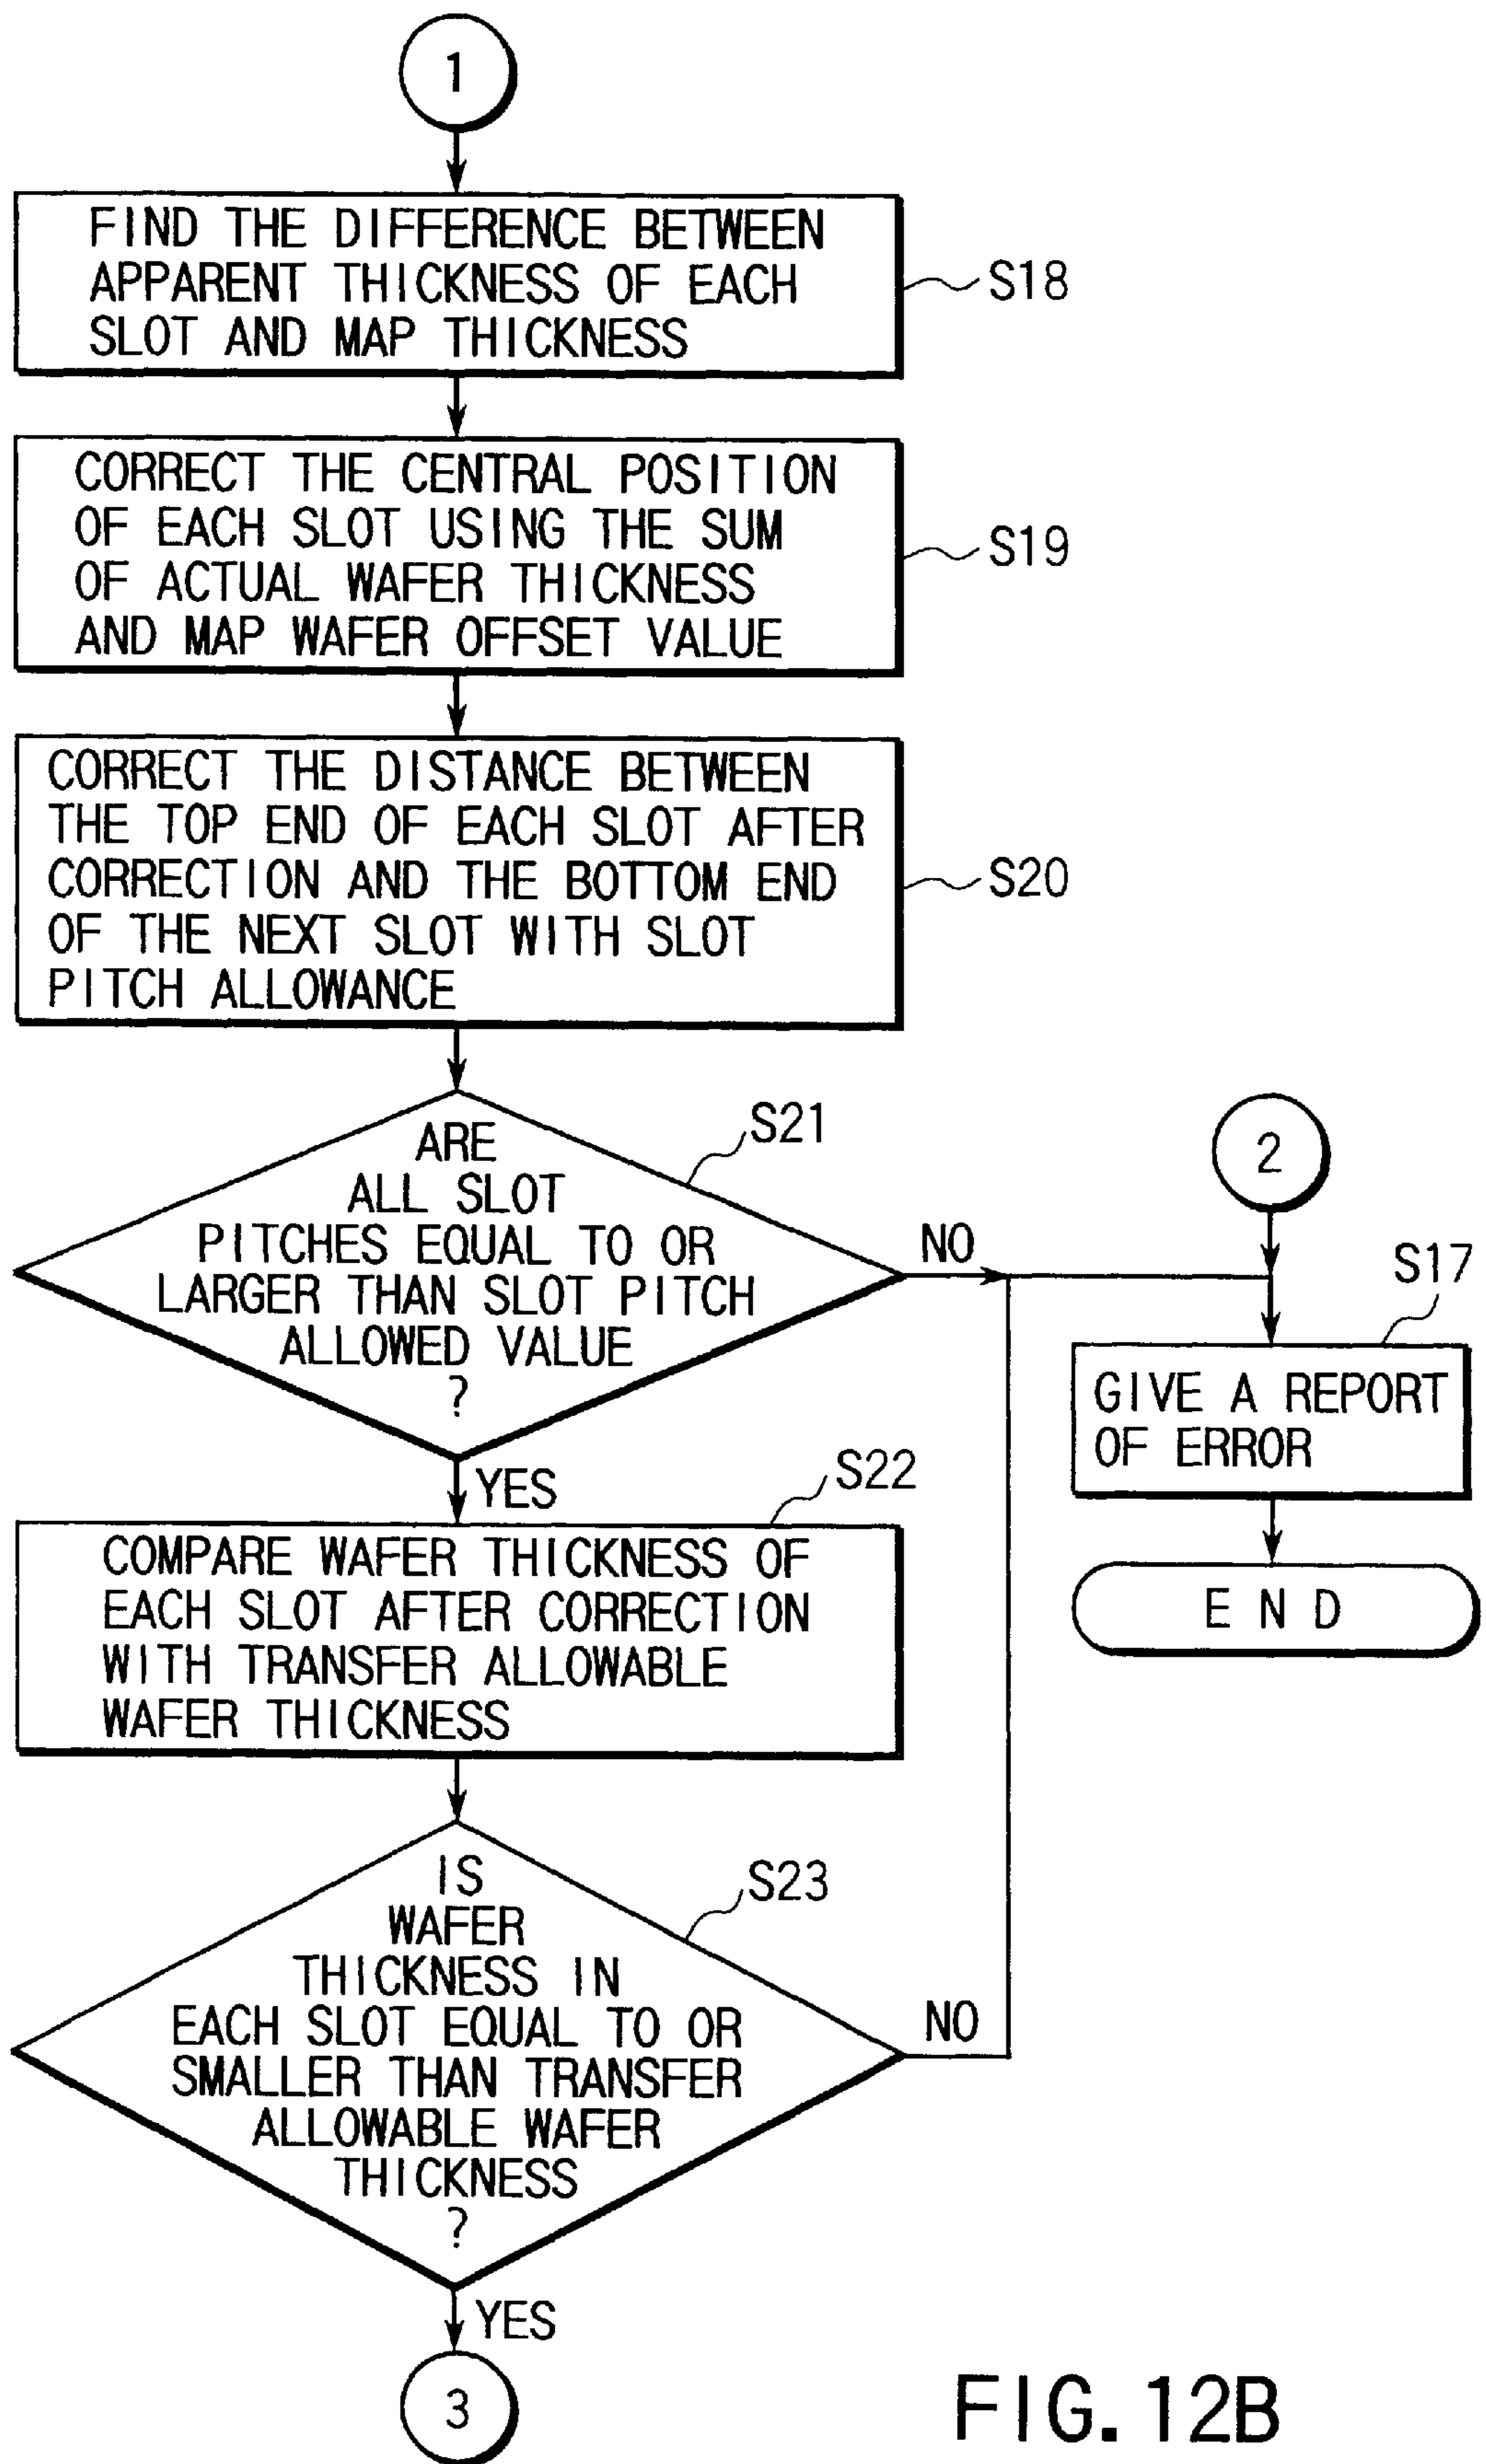 1
FIND THE DIFFERENCE BETWEEN
APPARENT THICKNESS OF EACH
SLOT AND MAP THICKNESS
S18
CORRECT THE CENTRAL POSITION
OF EACH SLOT USING THE SUM
OF ACTUAL WAFER THICKNESS
AND MAP WAFER OFFSET VALUE
S19
CORRECT THE DISTANCE BETWEEN
THE TOP END OF EACH SLOT AFTER
CORRECTION AND THE BOTTOM END
OF THE NEXT SLOT WITH SLOT
PITCH ALLOWANCE
S20
ARE
ALL SLOT
PITCHES EQUAL TO OR
LARGER THAN SLOT PITCH
ALLOWED VALUE
?
S21
NO
YES
2
S17
GIVE A REPORT
OF ERROR
END
S22
COMPARE WAFER THICKNESS OF
EACH SLOT AFTER CORRECTION
WITH TRANSFER ALLOWABLE
WAFER THICKNESS
IS
WAFER
THICKNESS IN
EACH SLOT EQUAL TO OR
SMALLER THAN TRANSFER
ALLOWABLE WAFER
THICKNESS
?
S23
NO
YES
3
FIG. 12B